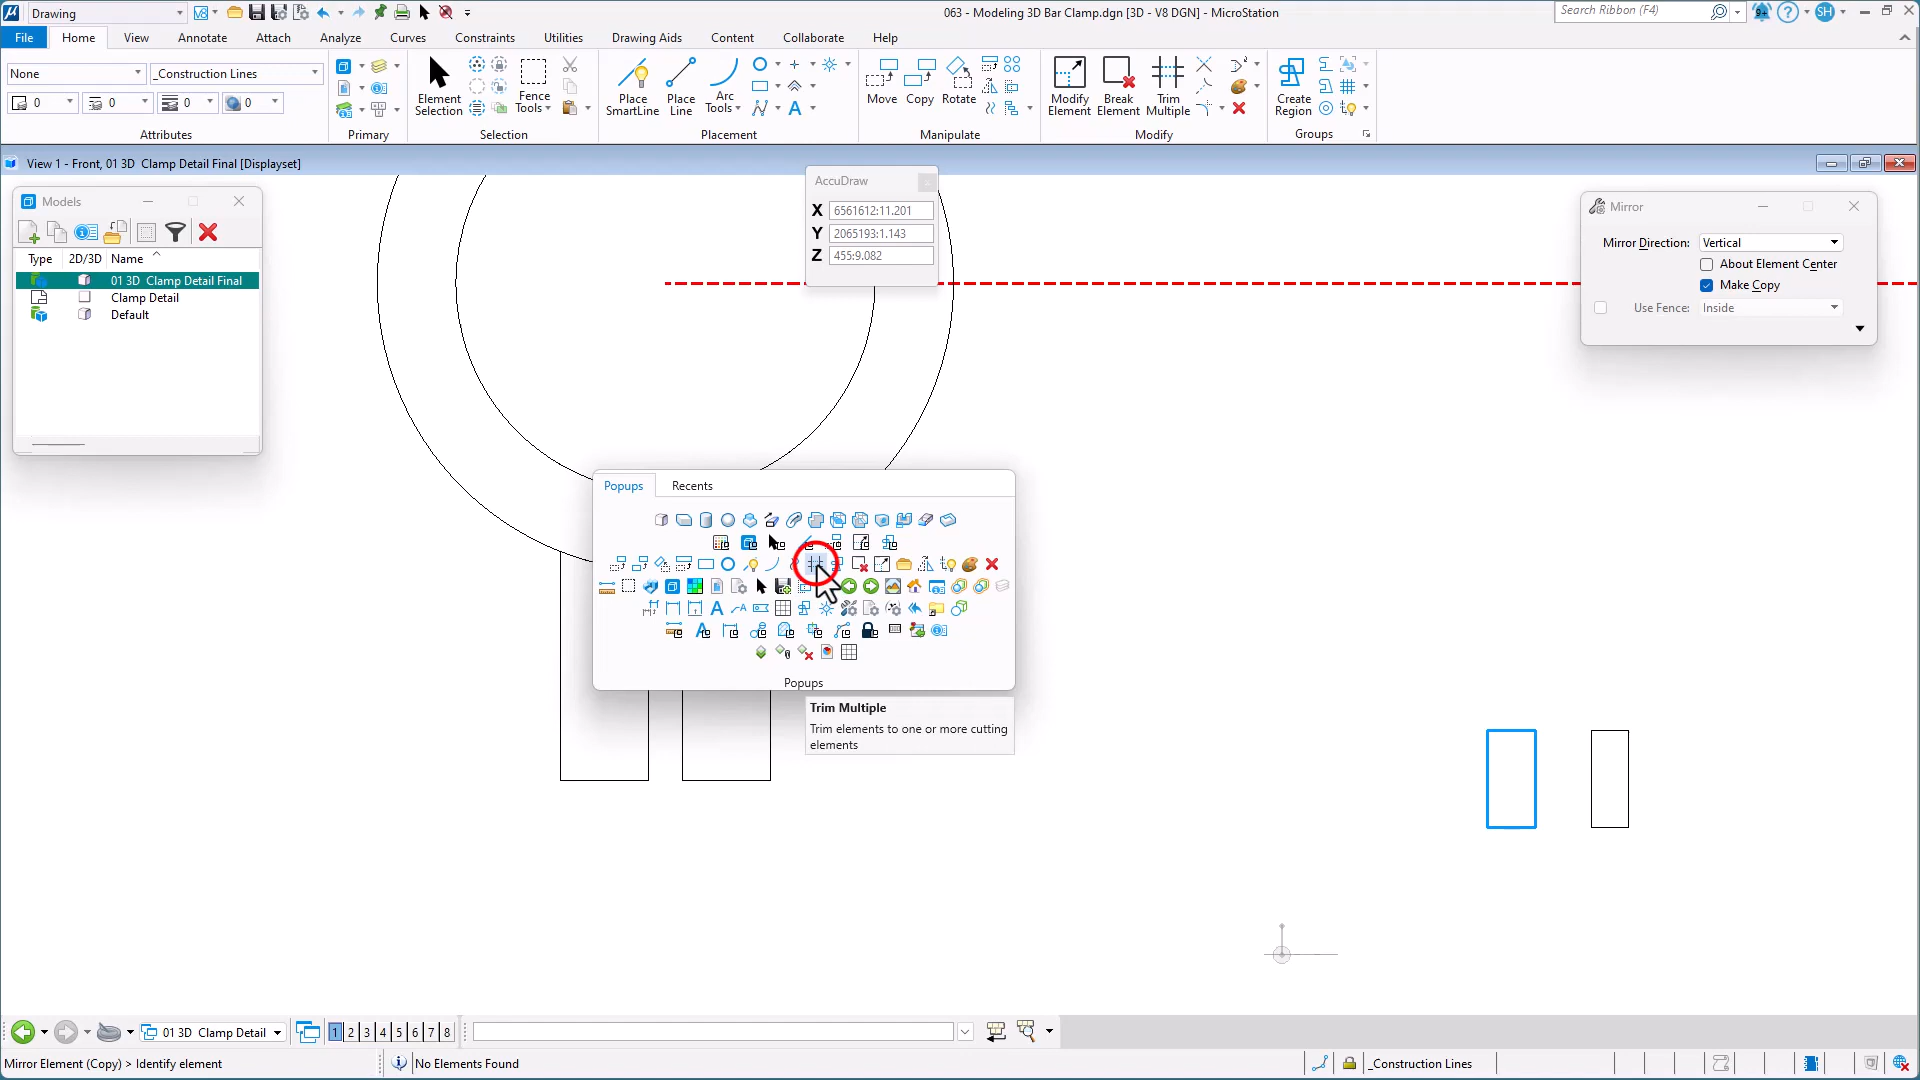 Drawing
063 - Modeling 3D Bar Clamp.dgn [3D - V8 DGN] - MicroStation
Search Ribbon (F4)
9+
SH
File
Home
View
Annotate
Attach
Analyze
Curves
Constraints
Utilities
Drawing Aids
Content
Collaborate
Help
None
_Construction Lines
0
0
0
0
Attributes
Primary
Element
Selection
Fence
Tools
Selection
Place
SmartLine
Place
Line
Arc
Tools
Placement
Move
Copy
Rotate
Manipulate
Modify
Element
Break
Element
Trim
Multiple
Modify
Create
Region
Groups
View 1 - Front, 01 3D  Clamp Detail Final [Displayset]
Models
Type
2D/3D
Name
01 3D  Clamp Detail Final
Clamp Detail
Default
AccuDraw
X
6561612:11.201
Y
2065193:1.143
Z
455:9.082
Mirror
Mirror Direction:
Vertical
About Element Center
Make Copy
Use Fence:
Inside
Popups
Recents
Popups
Trim Multiple
Trim elements to one or more cutting
elements
01 3D  Clamp Detail
1 2 3 4 5 6 7 8
Mirror Element (Copy) > Identify element
No Elements Found
_Construction Lines